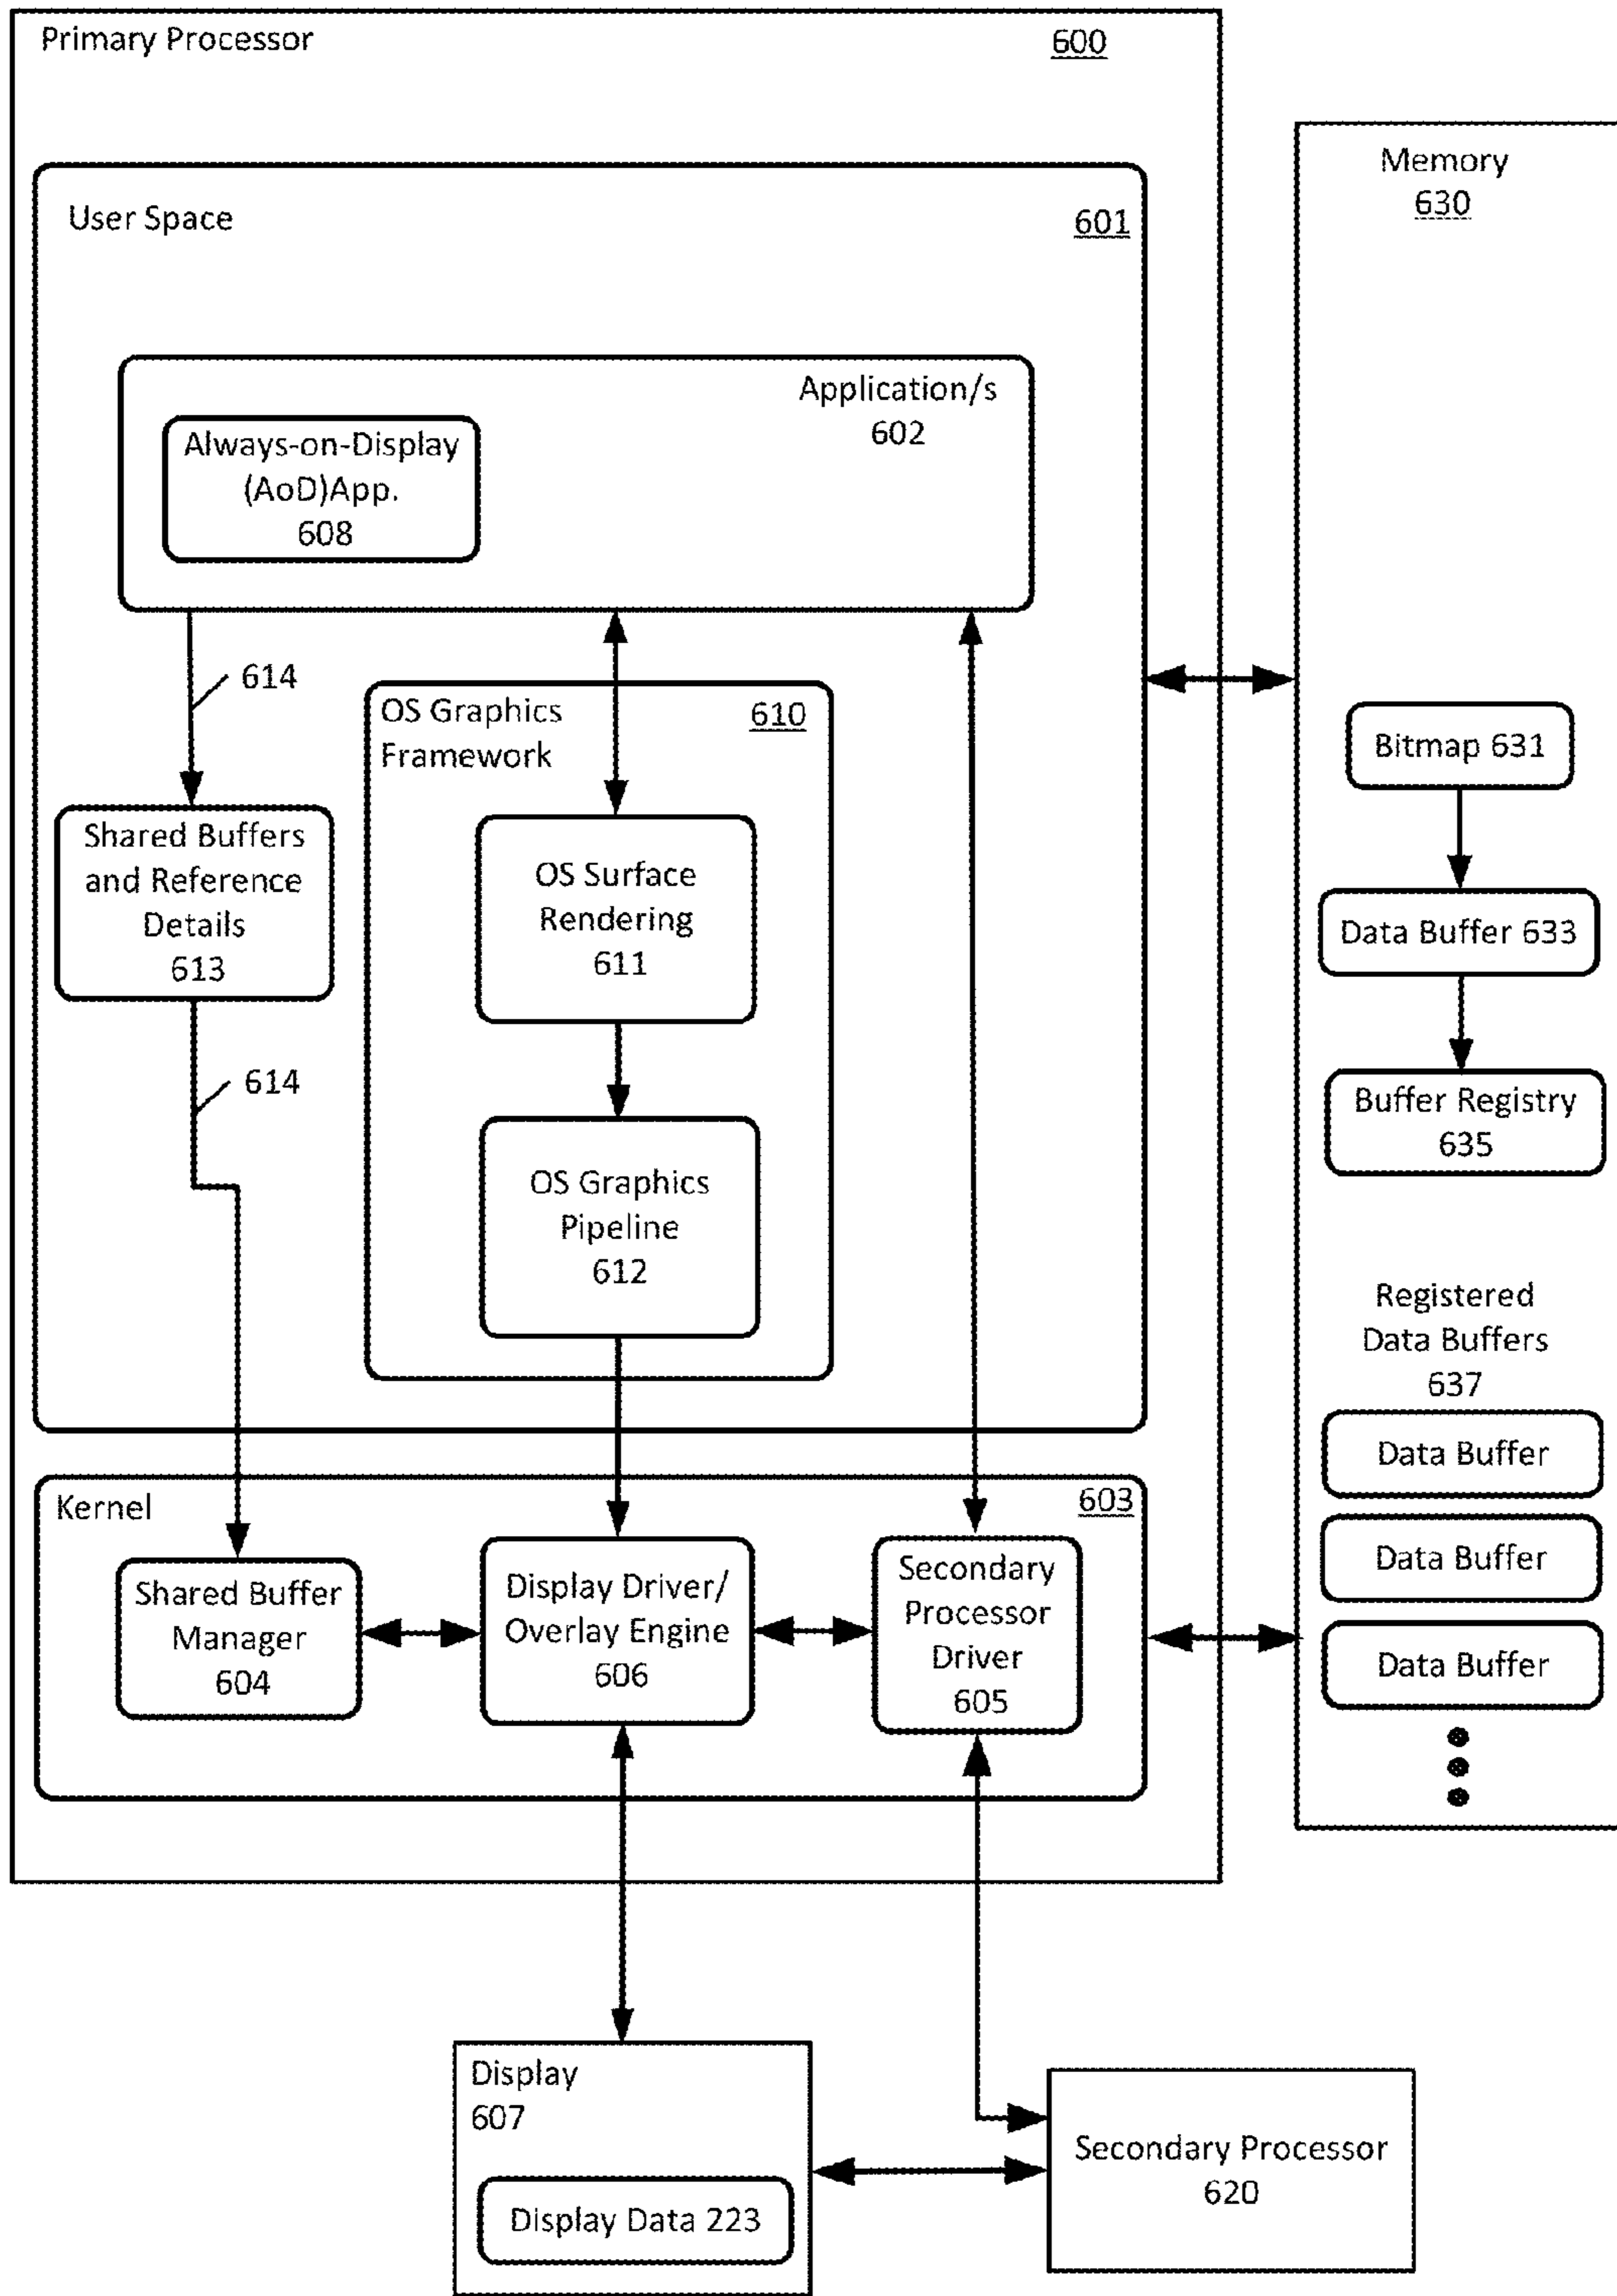 Primary Processor
600
User Space
601
Application/s
602
Always-on-Display
(AoD)App.
608
614
OS Graphics
Framework
610
Shared Buffers
and Reference
Details
613
OS Surface
Rendering
611
614
OS Graphics
Pipeline
612
Kernel
603
Shared Buffer
Manager
604
Display Driver/
Overlay Engine
606
Secondary
Processor
Driver
605
Memory
630
Bitmap 631
Data Buffer 633
Buffer Registry
635
Registered
Data Buffers
637
Data Buffer
Data Buffer
Data Buffer
Display
607
Display Data 223
Secondary Processor
620